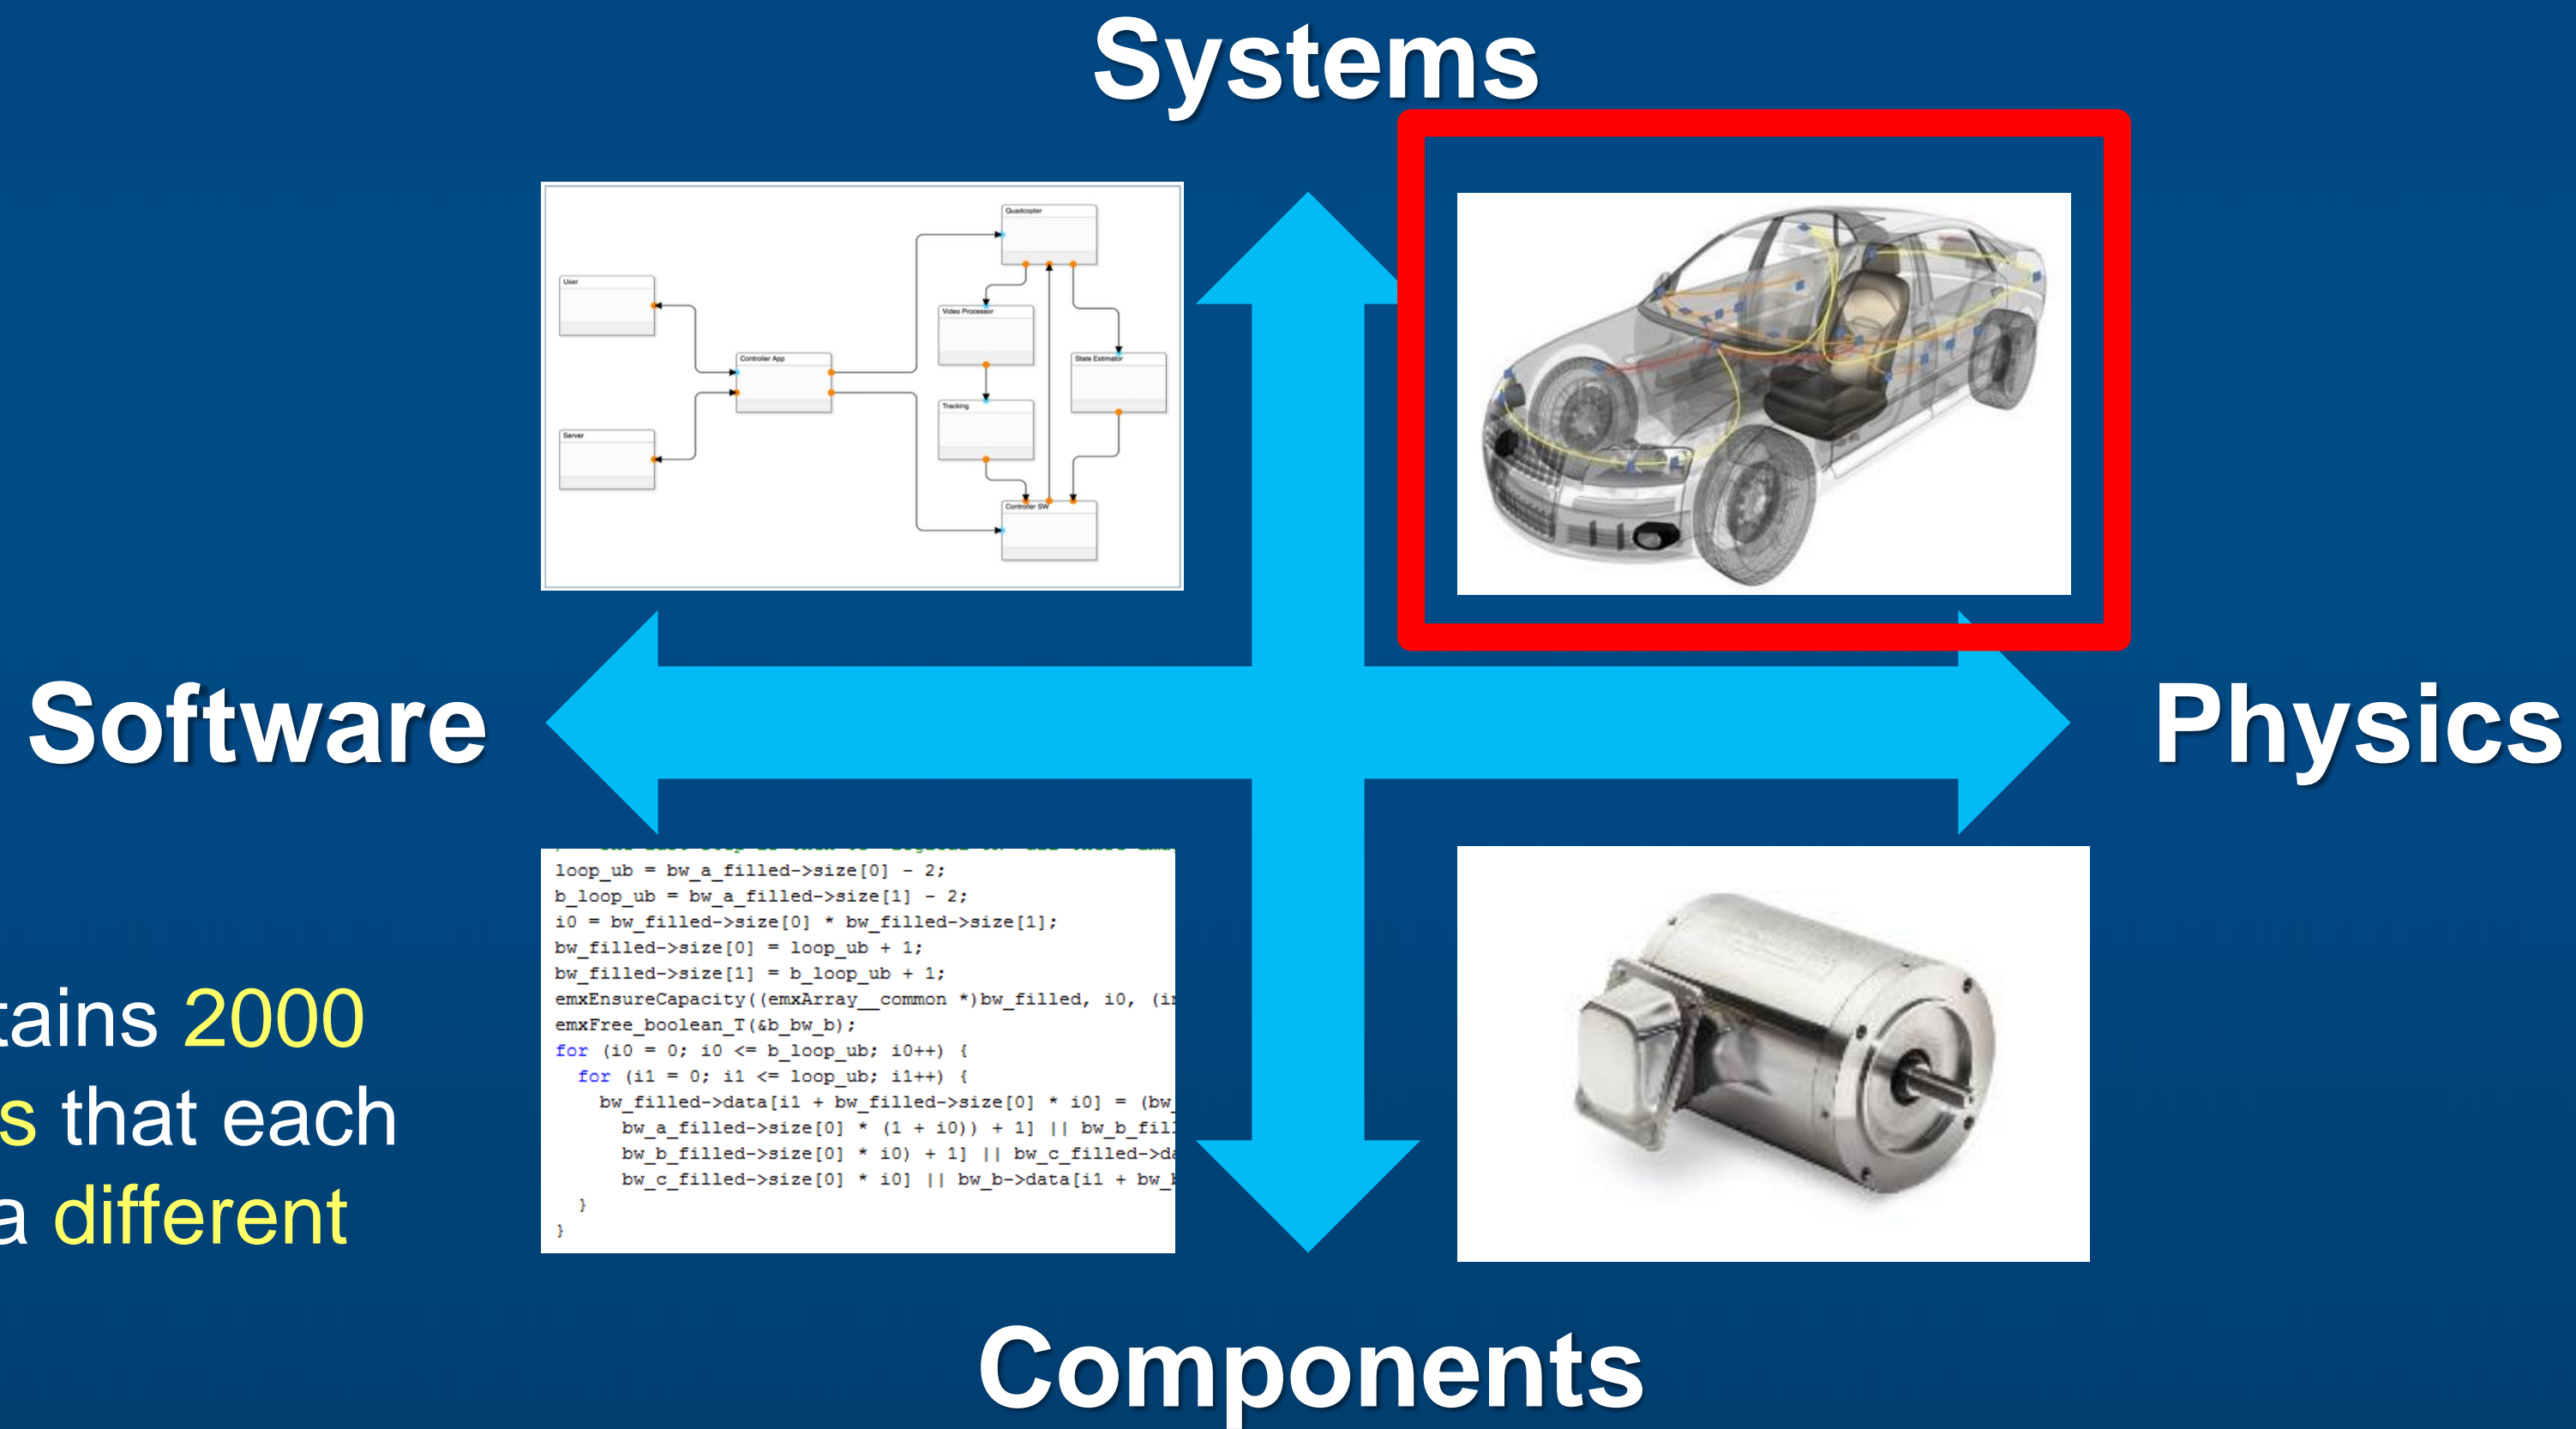 Systems
Quadcopter
User
Video Processor
Controller App
State Estimator
Tracking
Server
Controller SW
Software
Physics
loop_ub = bw_a_filled->size[0] - 2;
b_loop_ub = bw_a_filled->size[1] - 2;
i0 = bw_filled->size[0] * bw_filled->size[1];
bw_filled->size[0] = loop_ub + 1;
bw_filled->size[1] = b_loop_ub + 1;
emxEnsureCapacity((emxArray__common *)bw_filled, i0, (i
emxFree_boolean_T(&b_bw_b);
for (i0 = 0; i0 <= b_loop_ub; i0++) {
for (i1 = 0; i1 <= loop_ub; i1++) {
bw_filled->data[i1 + bw_filled->size[0] * i0] = (bw_
bw_a_filled->size[0] * (1 + i0)) + 1] || bw_b_fil
bw_b_filled->size[0] * i0) + 1] || bw_c_filled->d
bw_c_filled->size[0] * i0] || bw_b->data[i1 + bw_
}
}
tains 2000
s that each
a different
Components